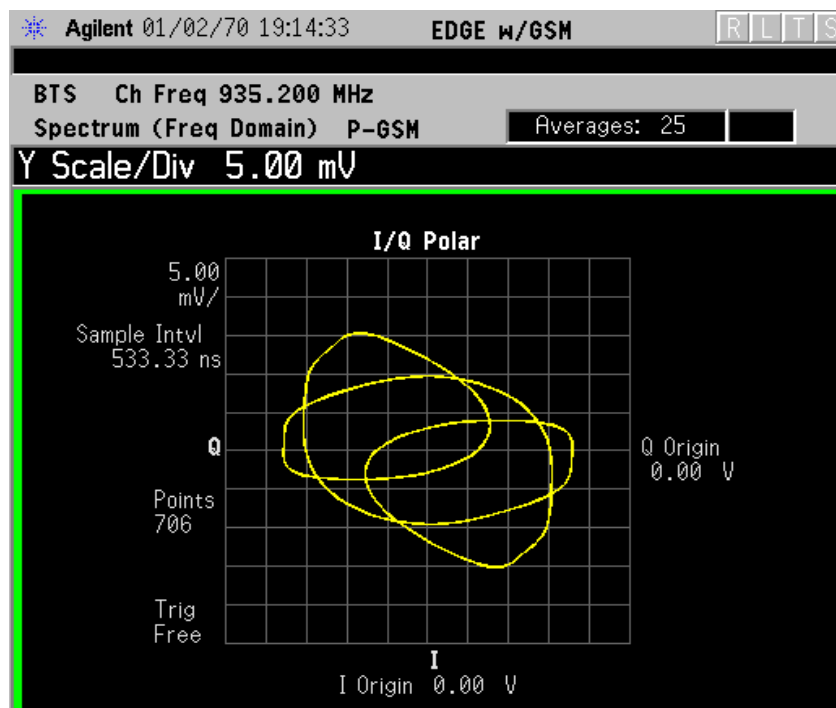 Agilent 01/02/70 19:14:33 EDGE w/GSM R L T S
BTS Ch Freq 935.200 MHz
Spectrum (Freq Domain) P-GSM Averages: 25
Y Scale/Div 5.00 mV
I/Q Polar
5.00
mV/
Sample Intvl
533.33 ns
Q
Q Origin
0.00 V
Points
706
Trig
Free
I
I Origin 0.00 V